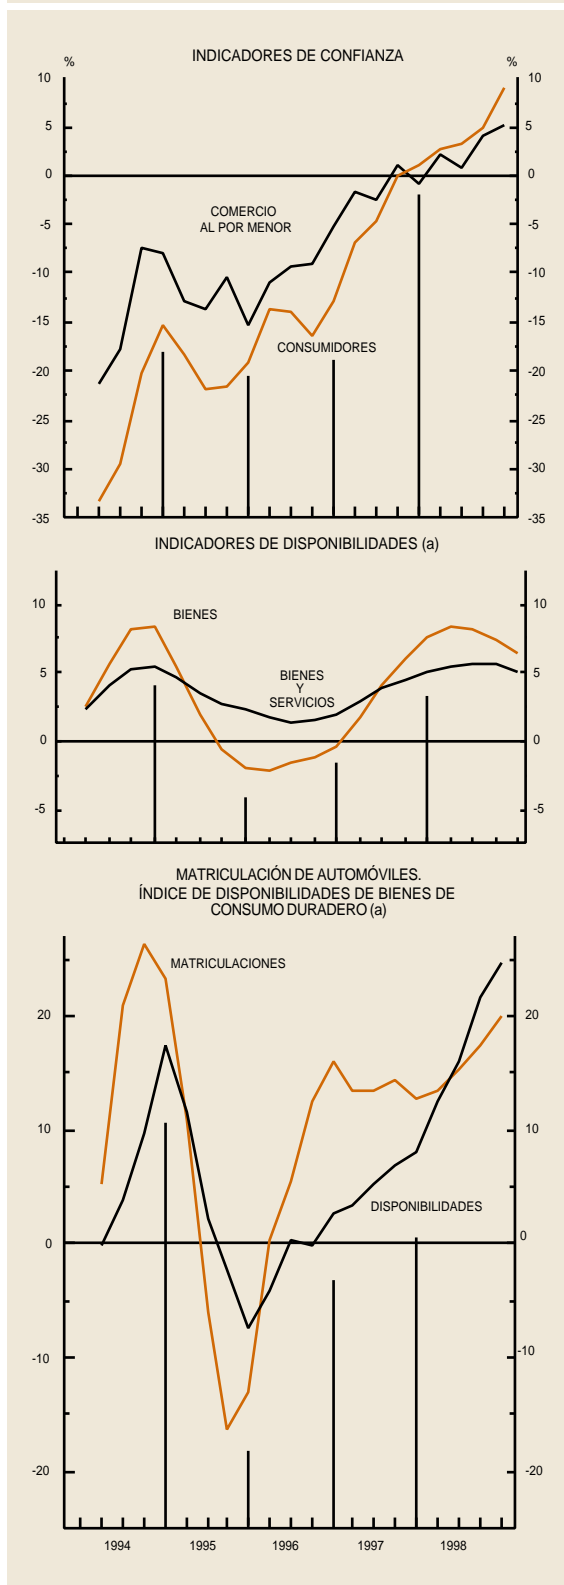 INDICADORES DE CONFIANZA
%
%
10
10
5
5
0
0
COMERCIO
AL POR MENOR
-5
-5
-10
-10
-15
-15
CONSUMIDORES
-20
-20
-25
-25
-30
-30
-35
-35
INDICADORES DE DISPONIBILIDADES (a)
10
10
BIENES
5
5
BIENES
Y
SERVICIOS
0
0
-5
-5
MATRICULACIÓN DE AUTOMÓVILES.
ÍNDICE DE DISPONIBILIDADES DE BIENES DE
CONSUMO DURADERO (a)
MATRICULACIONES
20
20
10
10
DISPONIBILIDADES
0
0
-10
-10
-20
-20
1994 1995 1996 1997 1998